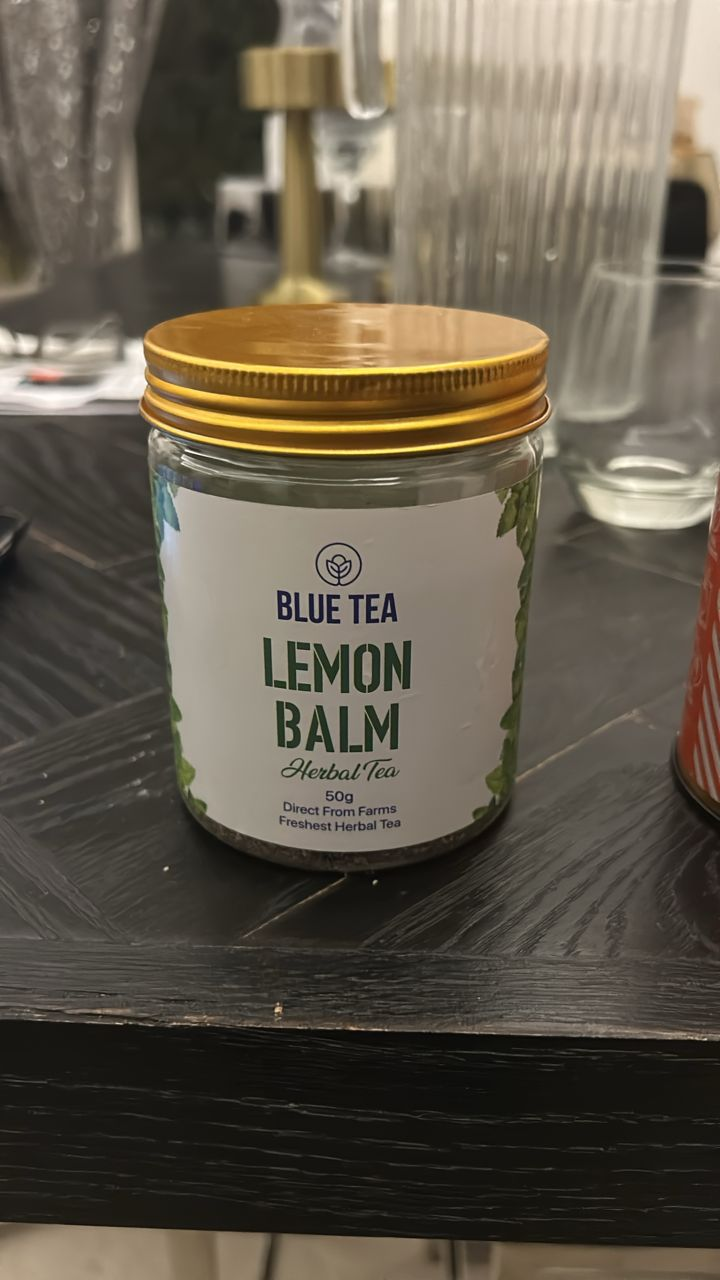 BLUE TEA
LEMON
BALM
Herbal Tea
50g
Direct From Farms
Freshest Herbal Tea